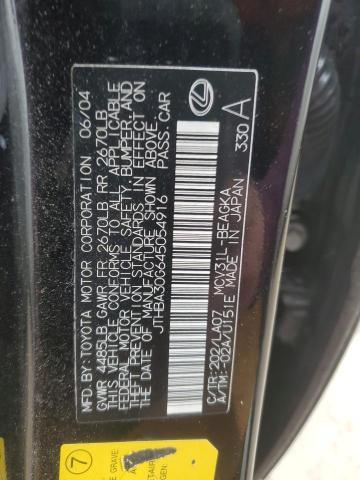 MFD.BY:TOYOTA MOTOR CORPORATION 06/04
GVWR 4485LB GAWR FR 2670LB RR 2670LB
THIS VEHICLE CONFORMS TO ALL APPLICABLE
FEDERAL MOTOR VEHICLE SAFETY, BUMPER, AND
THEFT PREVENTION STANDARDS IN EFFECT ON
THE DATE OF MANUFACTURE SHOWN ABOVE.
JTHBA30G645054916 PASS.CAR
C/TR:202/LA07 MCV31L-BEAGKA
A/TM:-02A/U151E MADE IN JAPAN
330 A
7
E GRAVE